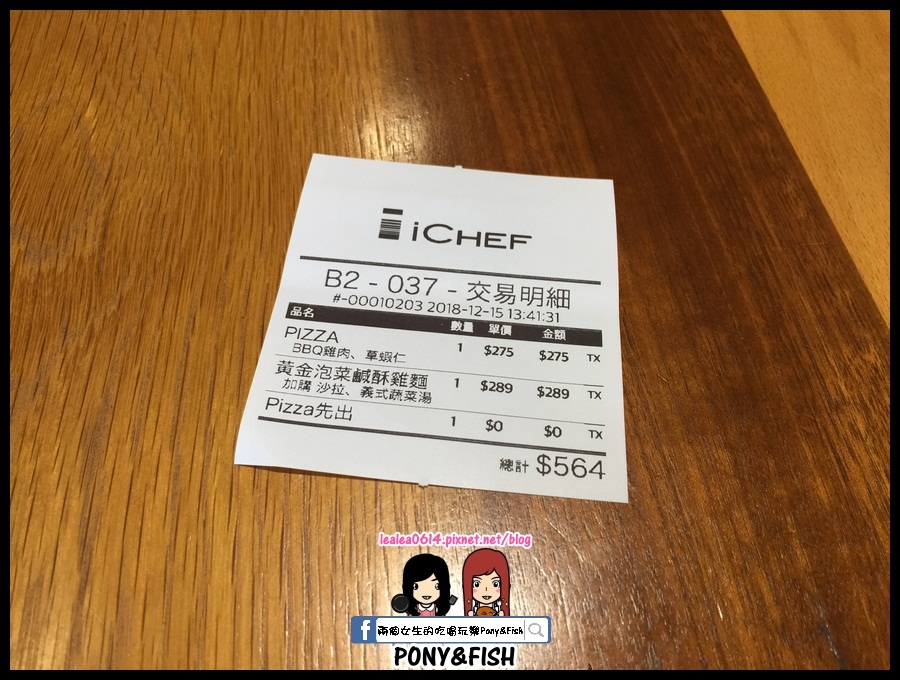 iCHEF
B2 - 037 - 交易明細
#-00010203 2018-12-15 13:41:31
品名 數量 單價 金額
PIZZA 1 $275 $275 TX
BBQ雞肉、草蝦仁
黃金泡菜鹹酥雞麵 1 $289 $289 TX
加購 沙拉、義式蔬菜湯
Pizza先出 1 $0 $0 TX
總計 $564
lealea0614.pixnet.net/blog
f 兩個女生的吃喝玩樂Pony&Fish
PONY&FISH